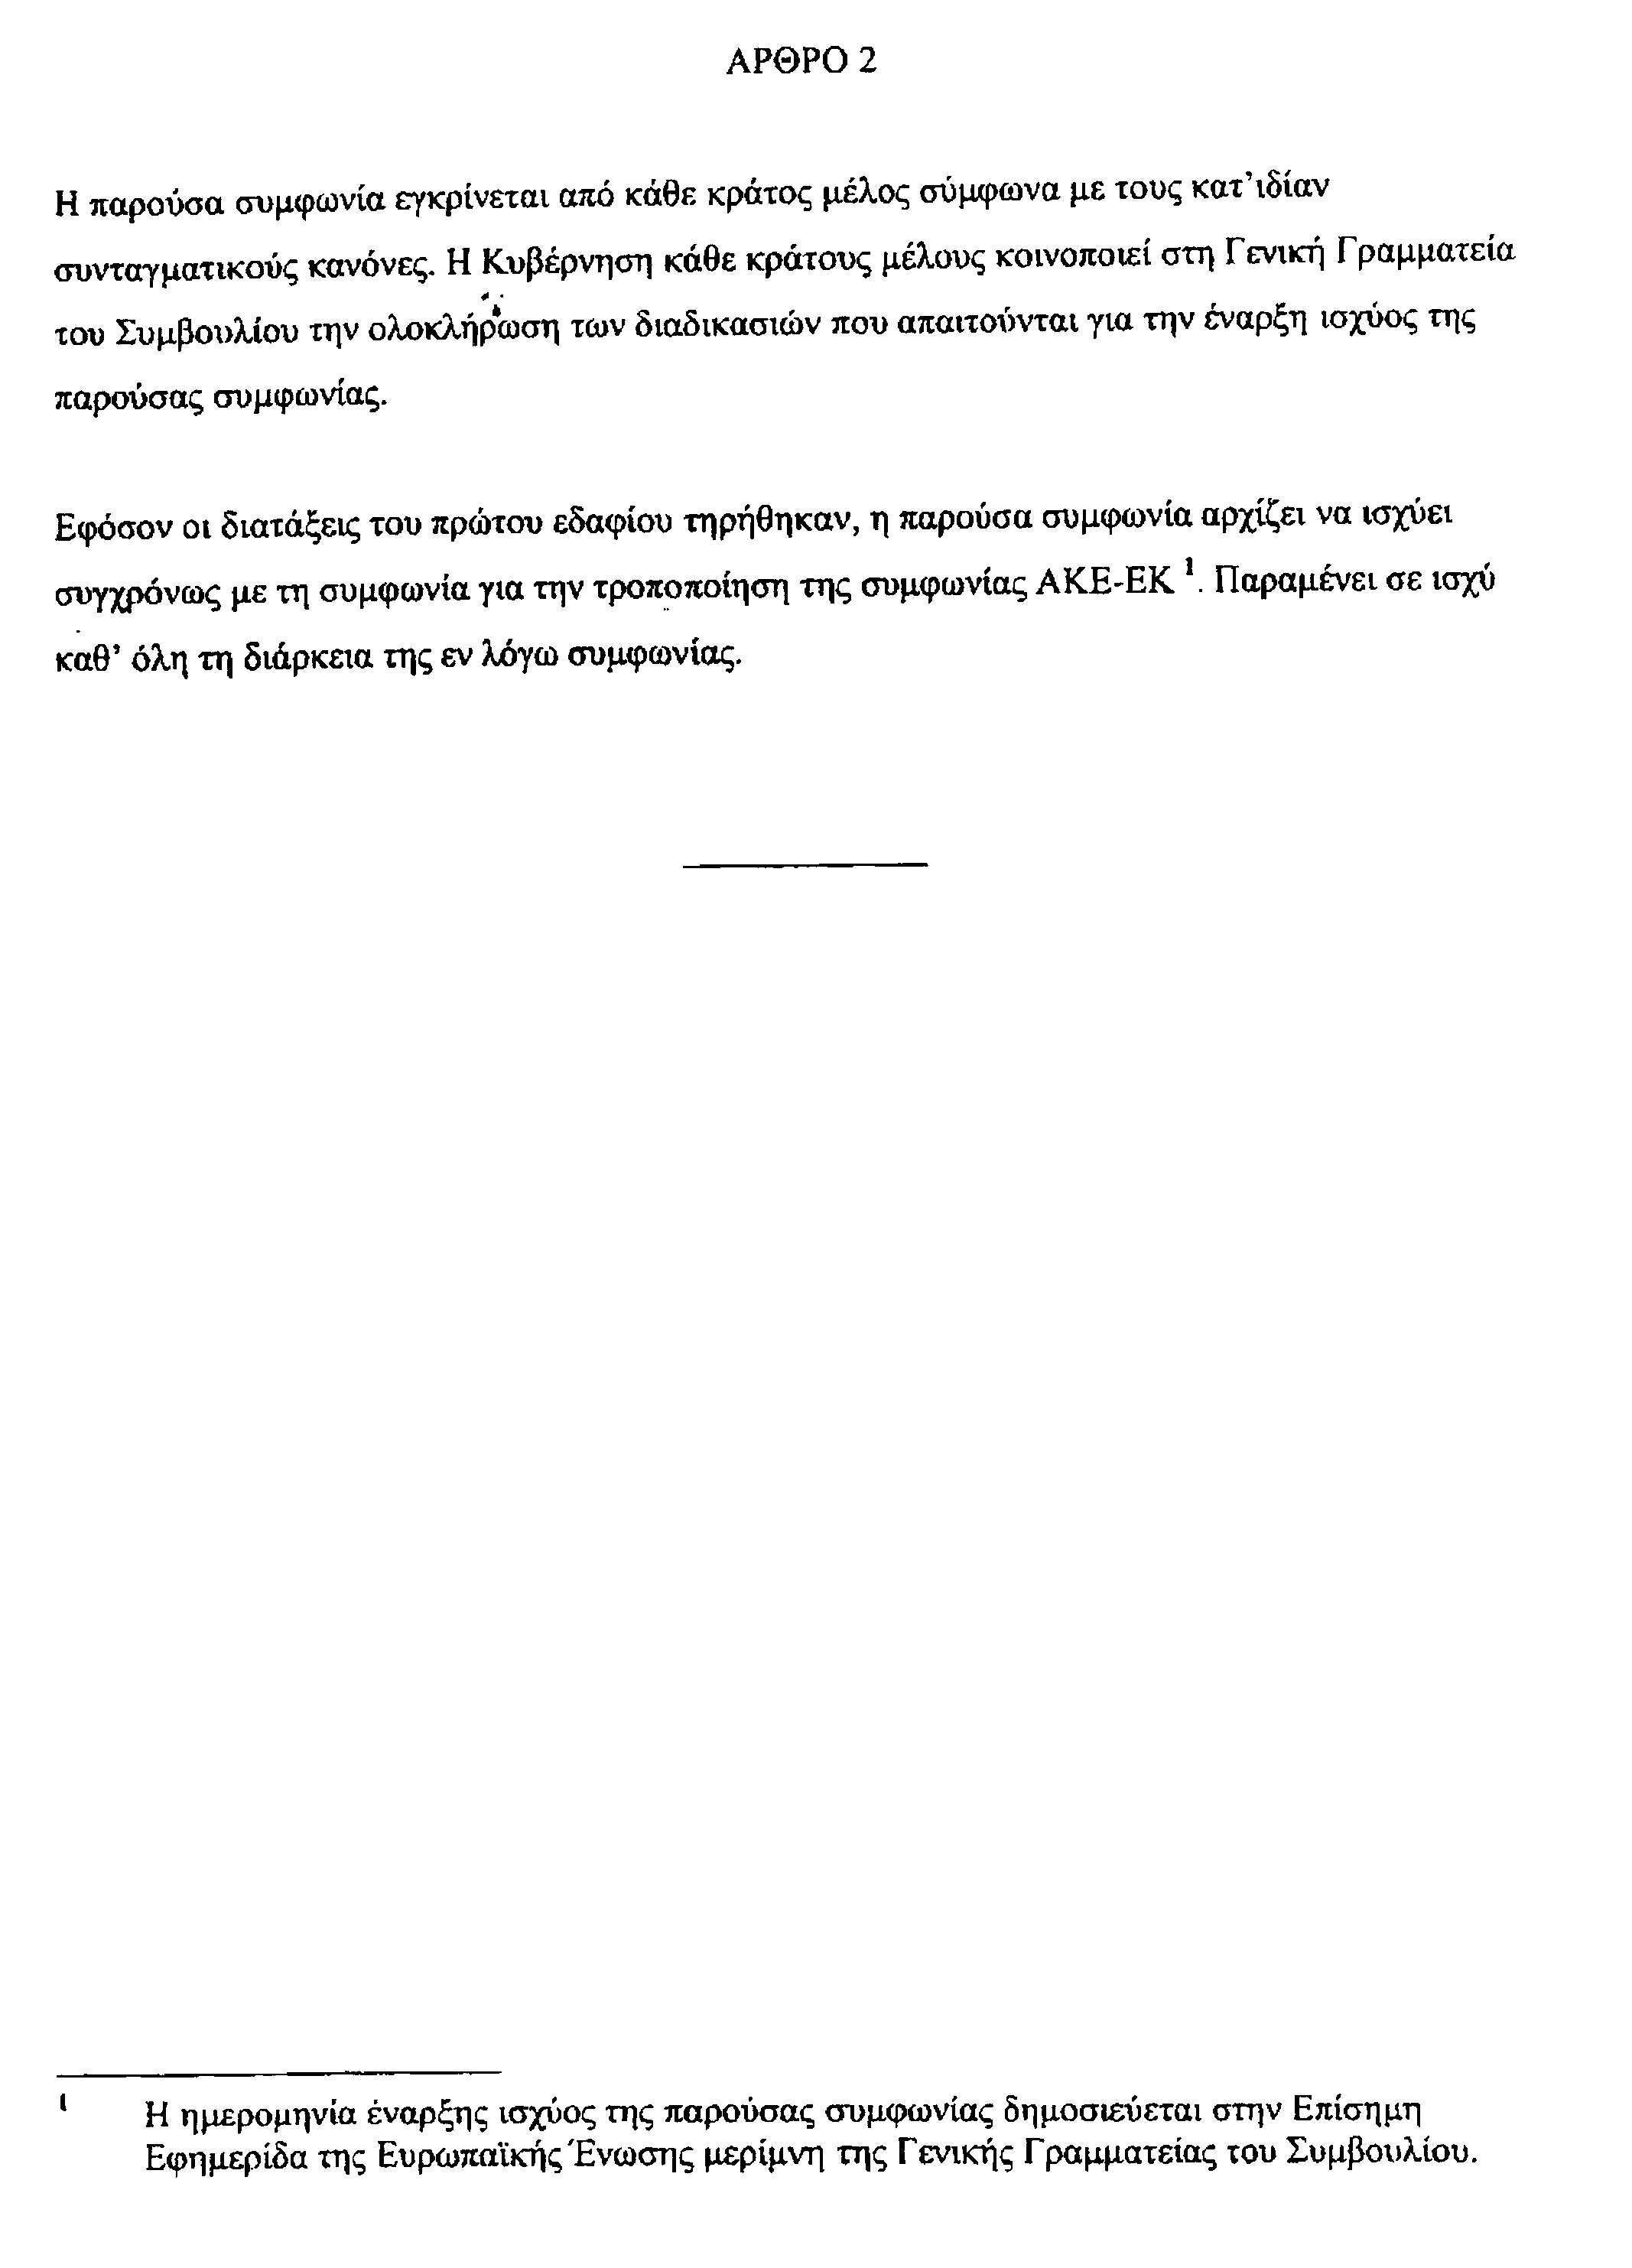 ΑΡΘΡΟ 2
Η παρούσα συμφωνία εγκρίνεται από κάθε κράτος μέλος σύμφωνα με τους κατ’ιδίαν
συνταγματικούς κανόνες. Η Κυβέρνηση κάθε κράτους μέλους κοινοποιεί στη Γενική Γραμματεία
του Συμβουλίου την ολοκλήρωση των διαδικασιών που απαιτούνται για την έναρξη ισχύος της
παρούσας συμφωνίας.
Εφόσον οι διατάξεις του πρώτου εδαφίου τηρήθηκαν, η παρούσα συμφωνία αρχίζει να ισχύει
συγχρόνως με τη συμφωνία για την τροποποίηση της συμφωνίας ΑΚΕ-ΕΚ ¹. Παραμένει σε ισχύ
καθ’ όλη τη διάρκεια της εν λόγω συμφωνίας.
¹ Η ημερομηνία έναρξης ισχύος της παρούσας συμφωνίας δημοσιεύεται στην Επίσημη
Εφημερίδα της Ευρωπαϊκής Ένωσης μερίμνη της Γενικής Γραμματείας του Συμβουλίου.